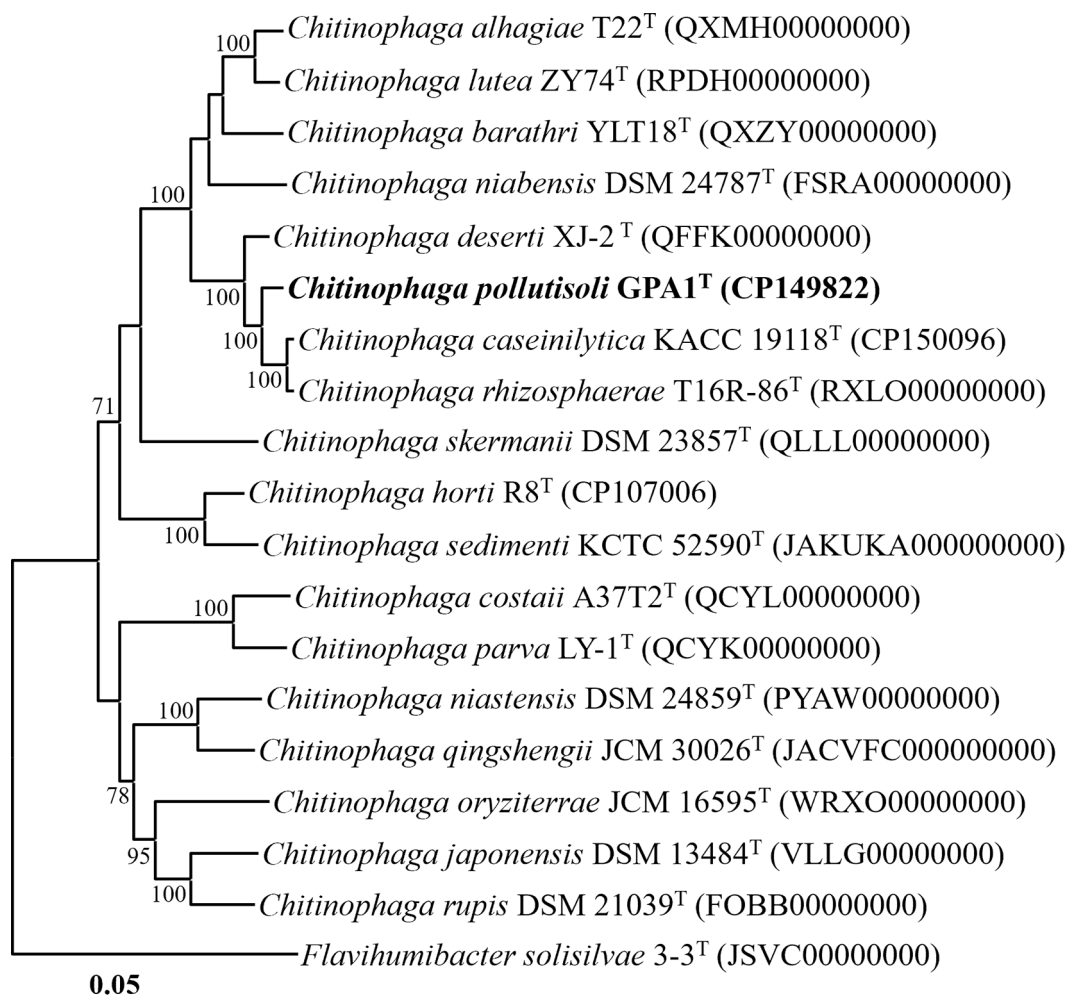 Chitinophaga alhagiae T22ᵀ (QXMH00000000)
100
Chitinophaga lutea ZY74ᵀ (RPDH00000000)
Chitinophaga barathri YLT18ᵀ (QXZY00000000)
Chitinophaga niabensis DSM 24787ᵀ (FSRA00000000)
100
Chitinophaga deserti XJ-2 ᵀ (QFFK00000000)
Chitinophaga pollutisoli GPA1ᵀ (CP149822)
100
Chitinophaga caseinilytica KACC 19118ᵀ (CP150096)
100
100
Chitinophaga rhizosphaerae T16R-86ᵀ (RXLO00000000)
71
Chitinophaga skermanii DSM 23857ᵀ (QLLL00000000)
Chitinophaga horti R8ᵀ (CP107006)
100
Chitinophaga sedimenti KCTC 52590ᵀ (JAKUKA000000000)
Chitinophaga costaii A37T2ᵀ (QCYL00000000)
100
Chitinophaga parva LY-1ᵀ (QCYK00000000)
Chitinophaga niastensis DSM 24859ᵀ (PYAW00000000)
100
Chitinophaga qingshengii JCM 30026ᵀ (JACVFC000000000)
78
Chitinophaga oryziterrae JCM 16595ᵀ (WRXO00000000)
95
Chitinophaga japonensis DSM 13484ᵀ (VLLG00000000)
100
Chitinophaga rupis DSM 21039ᵀ (FOBB00000000)
Flavihumibacter solisilvae 3-3ᵀ (JSVC00000000)
0.05